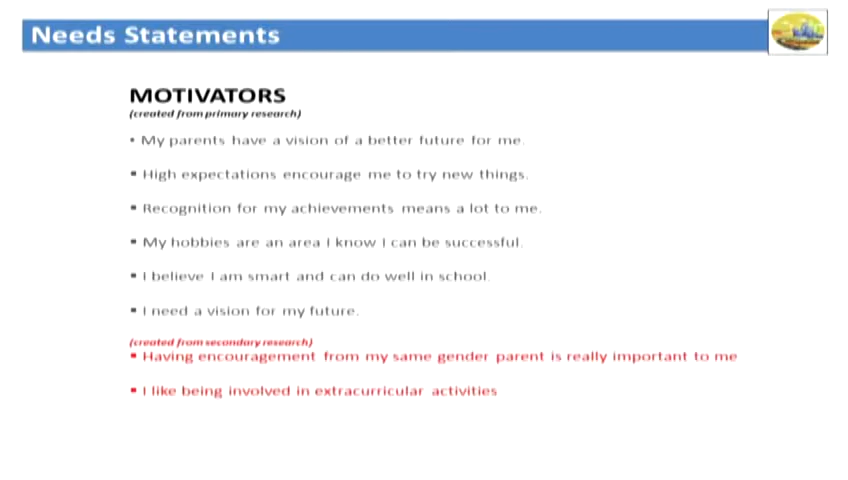 Needs Statements
MOTIVATORS
(created from primary research)
• My parents have a vision of a better future for me.
▪ High expectations encourage me to try new things.
▪ Recognition for my achievements means a lot to me.
▪ My hobbies are an area I know I can be successful.
▪ I believe I am smart and can do well in school.
▪ I need a vision for my future.
(created from secondary research)
▪ Having encouragement from my same gender parent is really important to me
▪ I like being involved in extracurricular activities